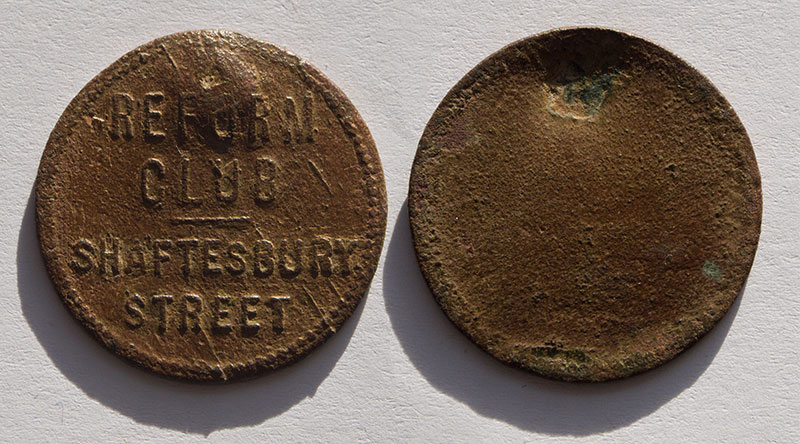 REFORM
CLUB
SHAFTESBURY
STREET